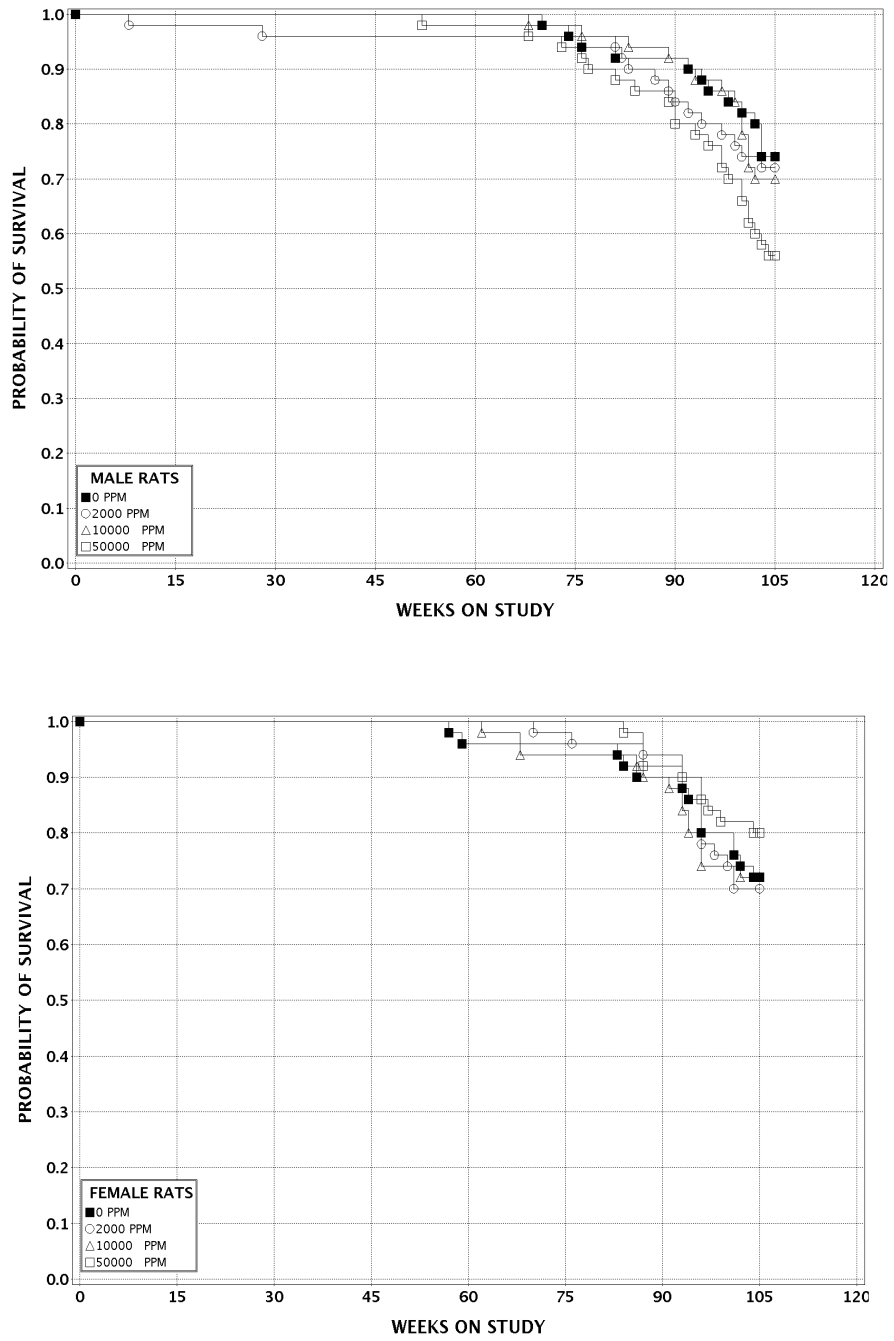 1.0
0.9
0.8
0.7
0.6
0.5
0.4
0.3
0.2
0.1
0.0
PROBABILITY OF SURVIVAL
MALE RATS
0 PPM
2000 PPM
10000 PPM
50000 PPM
0 15 30 45 60 75 90 105 120
WEEKS ON STUDY
1.0
0.9
0.8
0.7
0.6
0.5
0.4
0.3
0.2
0.1
0.0
PROBABILITY OF SURVIVAL
FEMALE RATS
0 PPM
2000 PPM
10000 PPM
50000 PPM
0 15 30 45 60 75 90 105 120
WEEKS ON STUDY